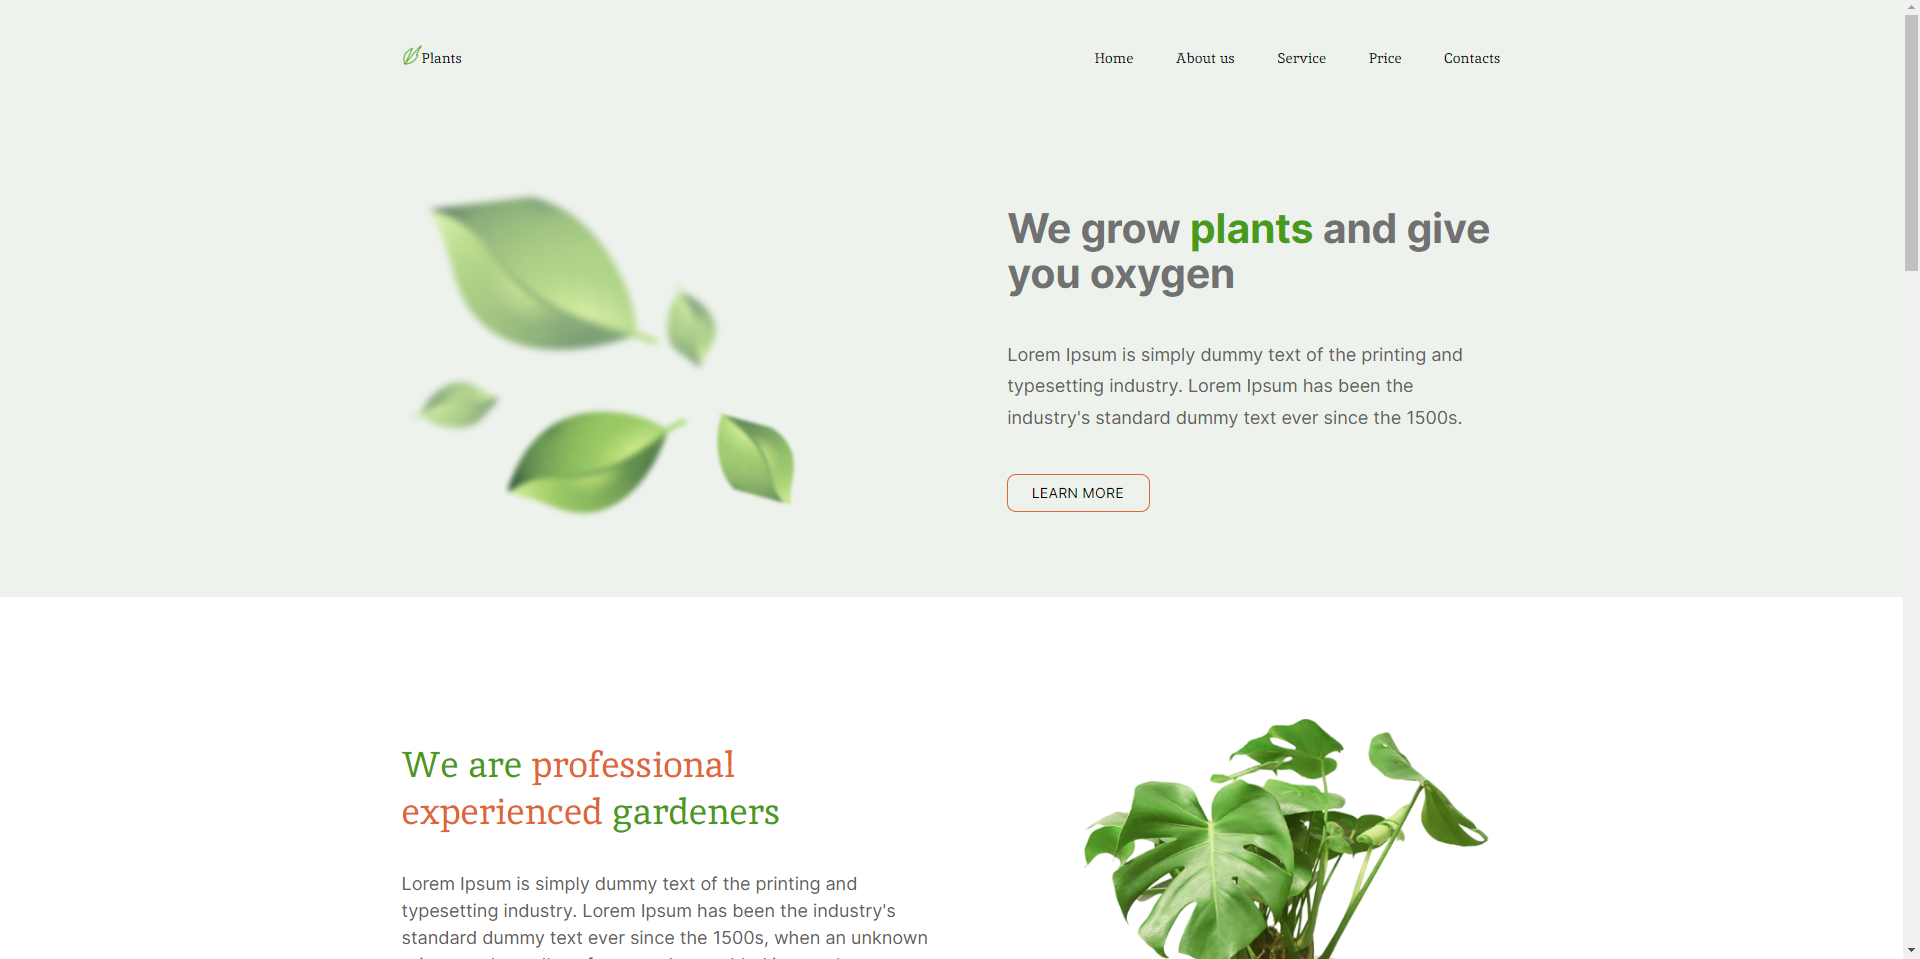 Plants
Home About us Service Price Contacts
We grow plants and give
you oxygen
Lorem Ipsum is simply dummy text of the printing and
typesetting industry. Lorem Ipsum has been the
industry's standard dummy text ever since the 1500s.
LEARN MORE
We are professional
experienced gardeners
Lorem Ipsum is simply dummy text of the printing and
typesetting industry. Lorem Ipsum has been the industry's
standard dummy text ever since the 1500s, when an unknown